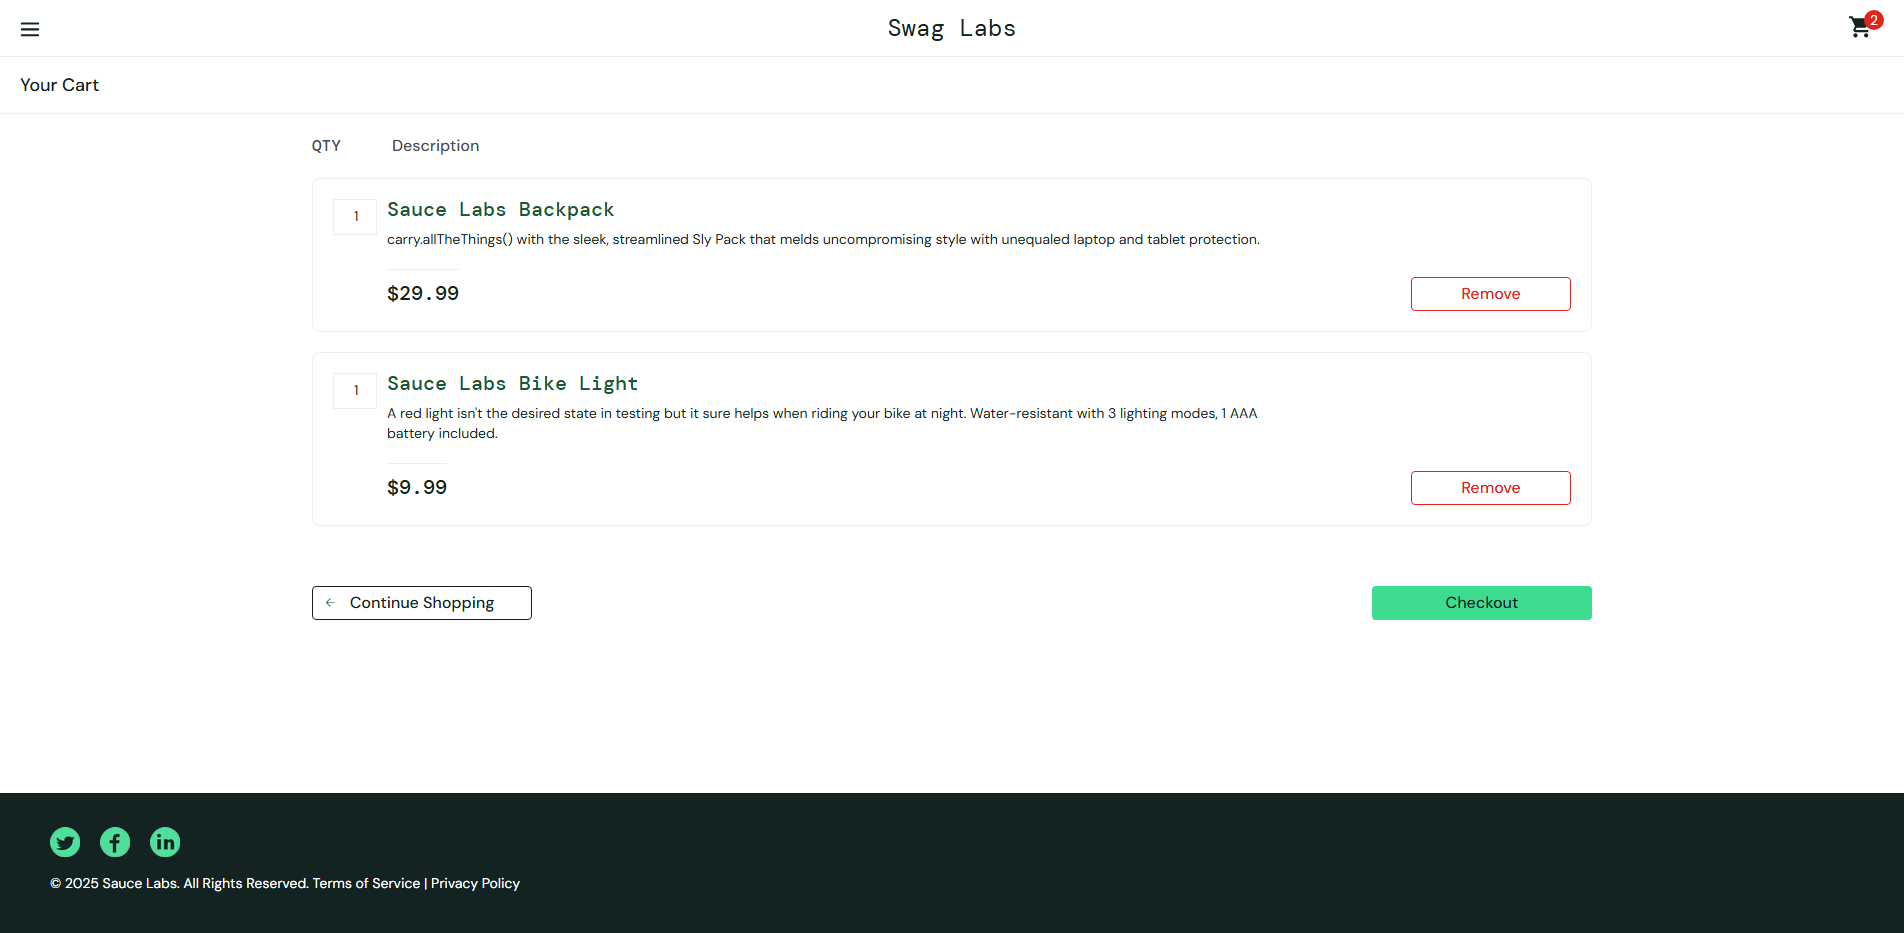 Swag Labs
2
Your Cart
QTY Description
1
Sauce Labs Backpack
carry.allTheThings() with the sleek, streamlined Sly Pack that melds uncompromising style with unequaled laptop and tablet protection.
$29.99
Remove
1
Sauce Labs Bike Light
A red light isn't the desired state in testing but it sure helps when riding your bike at night. Water-resistant with 3 lighting modes, 1 AAA
battery included.
$9.99
Remove
Continue Shopping
Checkout
© 2025 Sauce Labs. All Rights Reserved. Terms of Service | Privacy Policy